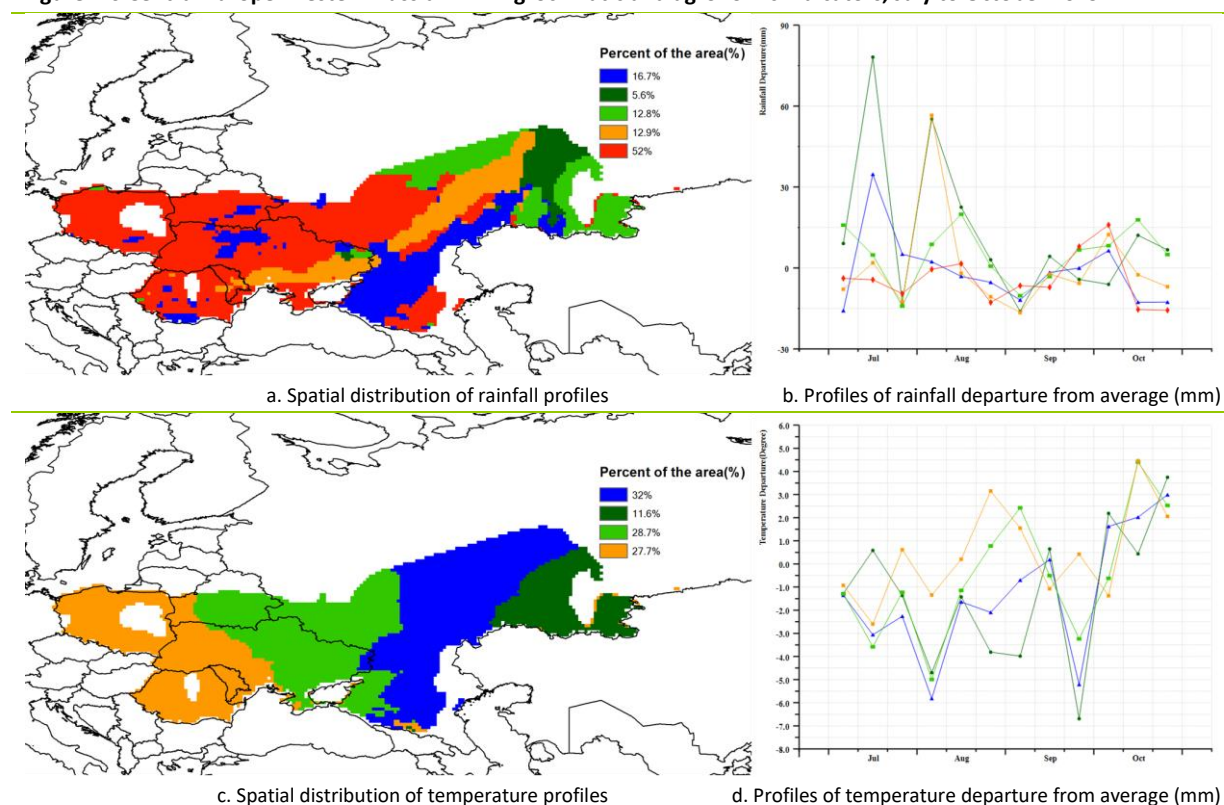 Percent of the area(%)
16.7%
5.6%
12.8%
12.9%
52%
90
60
30
0
-30
Rainfall Departure(mm)
Jul
Aug
Sep
Oct
a. Spatial distribution of rainfall profiles
b. Profiles of rainfall departure from average (mm)
Percent of the area(%)
32%
11.6%
28.7%
27.7%
6.0
5.0
4.0
3.0
2.0
1.0
0.0
-1.0
-2.0
-3.0
-4.0
-5.0
-6.0
-7.0
-8.0
Temperature Departure(Degree)
Jul
Aug
Sep
Oct
c. Spatial distribution of temperature profiles
d. Profiles of temperature departure from average (mm)